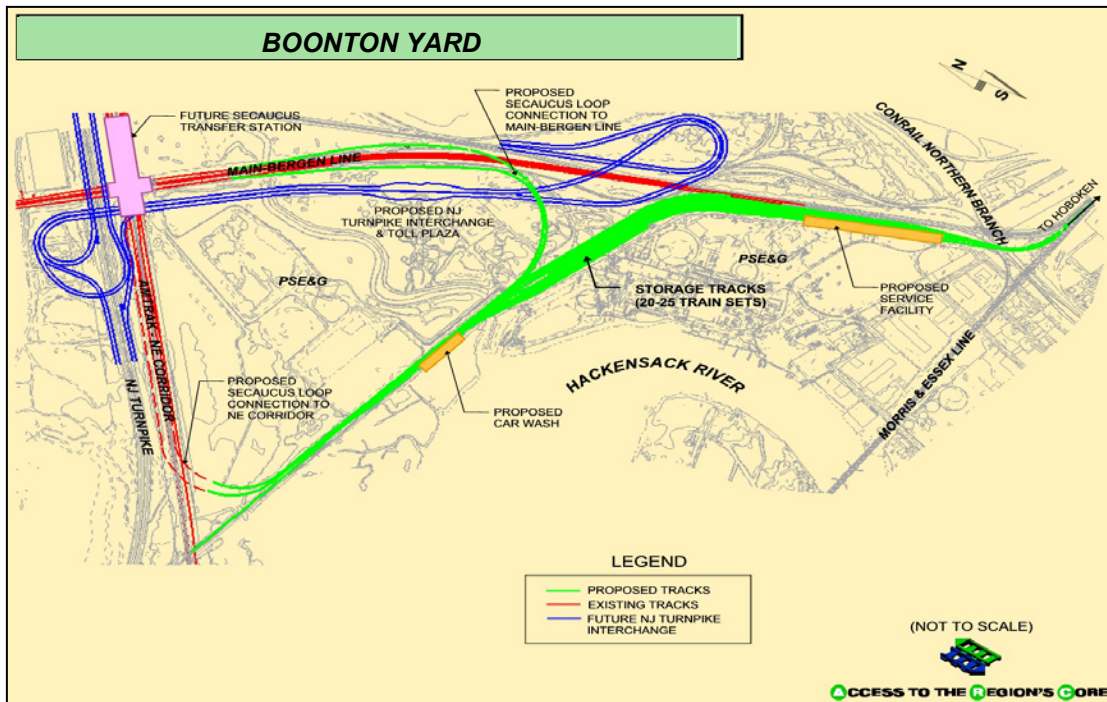 BOONTON YARD
N
S
FUTURE SECAUCUS
TRANSFER STATION
PROPOSED
SECAUCUS LOOP
CONNECTION TO
MAIN-BERGEN LINE
CONRAIL NORTHERN BRANCH
MAIN-BERGEN LINE
TO HOBOKEN
PROPOSED NJ
TURNPIKE INTERCHANGE
& TOLL PLAZA
PSE&G
PSE&G
STORAGE TRACKS
(20-25 TRAIN SETS)
PROPOSED
SERVICE
FACILITY
AMTRAK - NE CORRIDOR
NJ TURNPIKE
HACKENSACK RIVER
MORRIS & ESSEX LINE
PROPOSED
SECAUCUS LOOP
CONNECTION TO
NE CORRIDOR
PROPOSED
CAR WASH
LEGEND
PROPOSED TRACKS
EXISTING TRACKS
FUTURE NJ TURNPIKE
INTERCHANGE
(NOT TO SCALE)
ACCESS TO THE REGION'S CORE